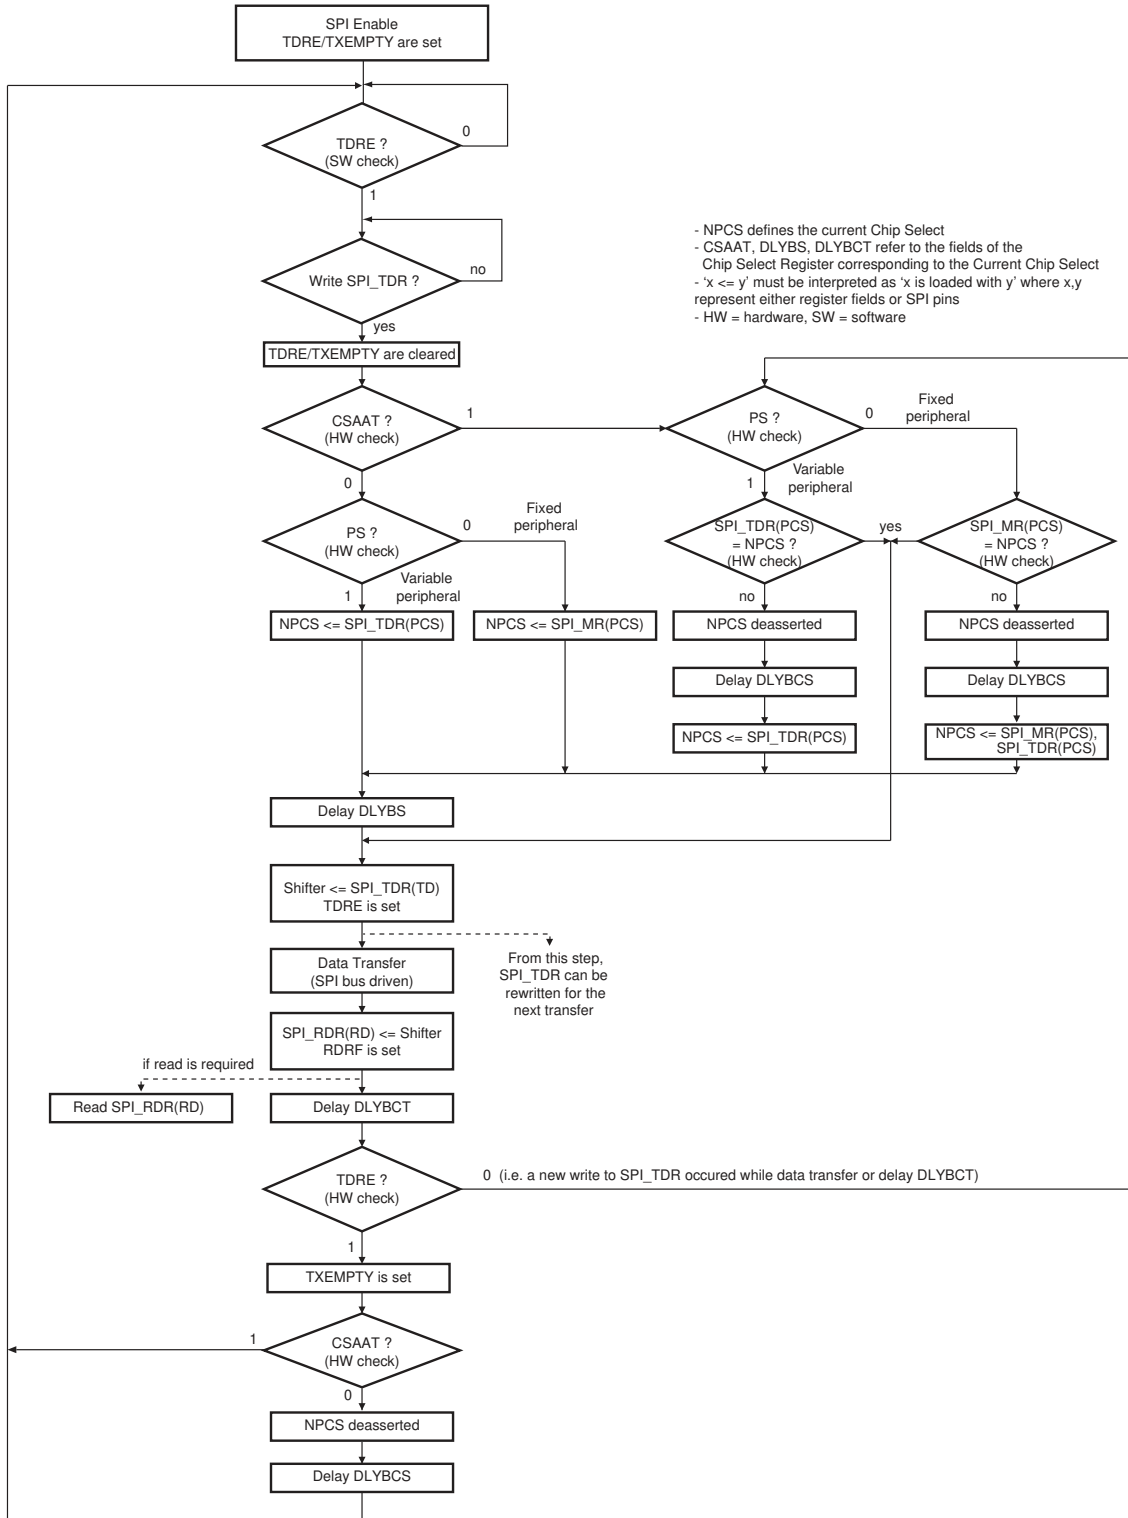 SPI Enable
TDRE/TXEMPTY are set
TDRE ?
(SW check)
0
1
Write SPI_TDR ?
no
yes
- NPCS defines the current Chip Select
- CSAAT, DLYBS, DLYBCT refer to the fields of the
Chip Select Register corresponding to the Current Chip Select
- ‘x <= y’ must be interpreted as ‘x is loaded with y’ where x,y
represent either register fields or SPI pins
- HW = hardware, SW = software
TDRE/TXEMPTY are cleared
CSAAT ?
(HW check)
1
0
PS ?
(HW check)
0
Fixed
peripheral
1
Variable
peripheral
PS ?
(HW check)
0
Fixed
peripheral
1
Variable
peripheral
SPI_TDR(PCS)
= NPCS ?
(HW check)
yes
no
SPI_MR(PCS)
= NPCS ?
(HW check)
no
NPCS <= SPI_TDR(PCS)
NPCS <= SPI_MR(PCS)
NPCS deasserted
NPCS deasserted
Delay DLYBCS
Delay DLYBCS
NPCS <= SPI_TDR(PCS)
NPCS <= SPI_MR(PCS),
SPI_TDR(PCS)
Delay DLYBS
Shifter <= SPI_TDR(TD)
TDRE is set
Data Transfer
(SPI bus driven)
From this step,
SPI_TDR can be
rewritten for the
next transfer
SPI_RDR(RD) <= Shifter
RDRF is set
if read is required
Read SPI_RDR(RD)
Delay DLYBCT
TDRE ?
(HW check)
0 (i.e. a new write to SPI_TDR occured while data transfer or delay DLYBCT)
1
TXEMPTY is set
CSAAT ?
(HW check)
1
0
NPCS deasserted
Delay DLYBCS